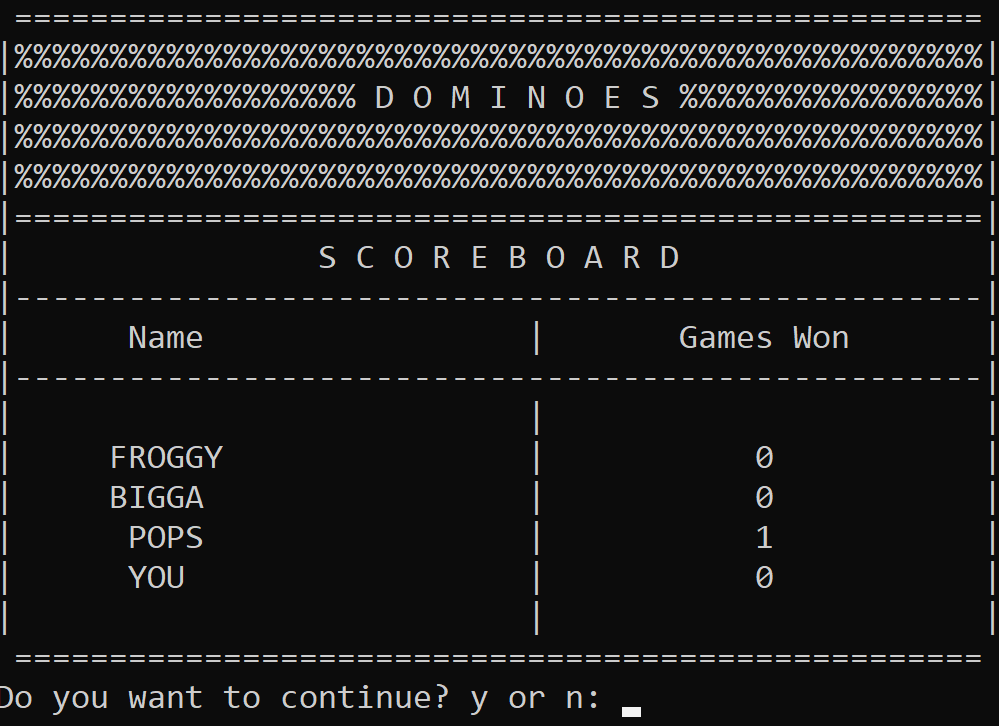 ===================================================
|%%%%%%%%%%%%%%%%%%%%%%%%%%%%%%%%%%%%%%%%%%%%%%%%%%%|
|%%%%%%%%%%%%%%%%%% D O M I N O E S %%%%%%%%%%%%%%%%|
|%%%%%%%%%%%%%%%%%%%%%%%%%%%%%%%%%%%%%%%%%%%%%%%%%%%|
|%%%%%%%%%%%%%%%%%%%%%%%%%%%%%%%%%%%%%%%%%%%%%%%%%%%|
|===================================================|
|                S C O R E B O A R D                |
|---------------------------------------------------|
|      Name                 |       Games Won       |
|---------------------------------------------------|
|                           |                       |
|     FROGGY                |           0           |
|     BIGGA                 |           0           |
|      POPS                 |           1           |
|      YOU                  |           0           |
|                           |                       |
 ===================================================
Do you want to continue? y or n: